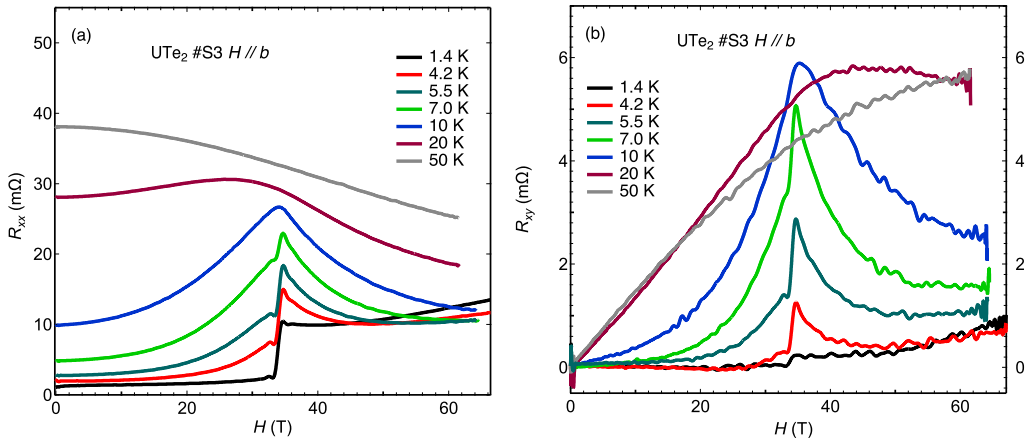 (a)
UTe₂ #S3 H // b
1.4 K
4.2 K
5.5 K
7.0 K
10 K
20 K
50 K
50
40
30
20
10
0
Rxx (mΩ)
0 20 40 60
H (T)
(b)
UTe₂ #S3 H // b
1.4 K
4.2 K
5.5 K
7.0 K
10 K
20 K
50 K
6
4
2
0
Rxy (mΩ)
6
4
2
0
0 20 40 60
H (T)